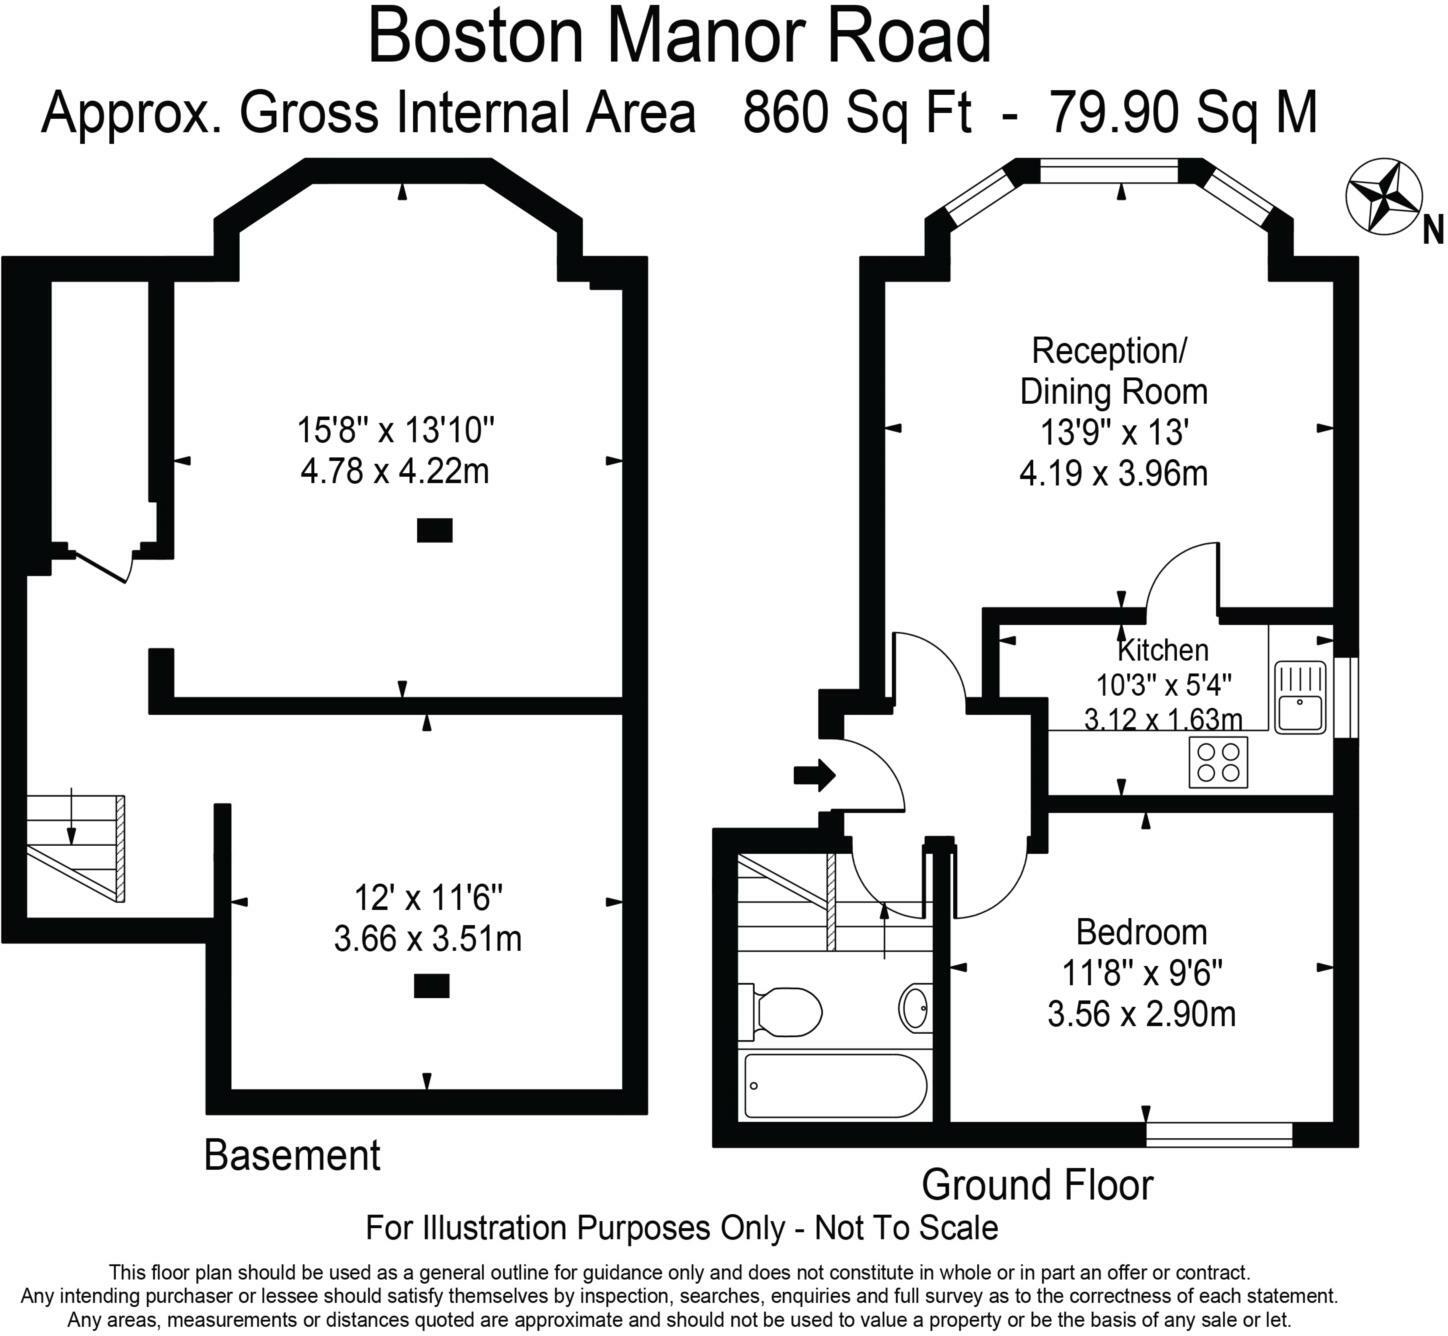 Boston Manor Road
Approx. Gross Internal Area 860 Sq Ft - 79.90 Sq M
N
15'8" x 13'10"
4.78 x 4.22m
12' x 11'6"
3.66 x 3.51m
Basement
Reception/
Dining Room
13'9" x 13'
4.19 x 3.96m
Kitchen
10'3" x 5'4"
3.12 x 1.63m
Bedroom
11'8" x 9'6"
3.56 x 2.90m
Ground Floor
For Illustration Purposes Only - Not To Scale
This floor plan should be used as a general outline for guidance only and does not constitute in whole or in part an offer or contract.
Any intending purchaser or lessee should satisfy themselves by inspection, searches, enquiries and full survey as to the correctness of each statement.
Any areas, measurements or distances quoted are approximate and should not be used to value a property or be the basis of any sale or let.